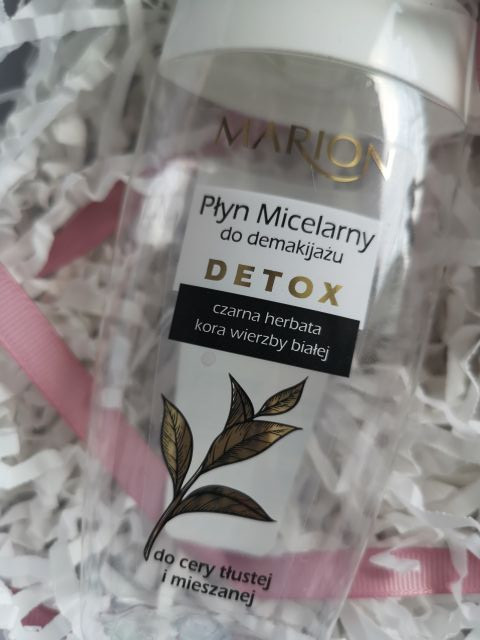 MARION
Płyn Micelarny
do demakijażu
DETOX
czarna herbata
kora wierzby białej
do cery tłustej
i mieszanej